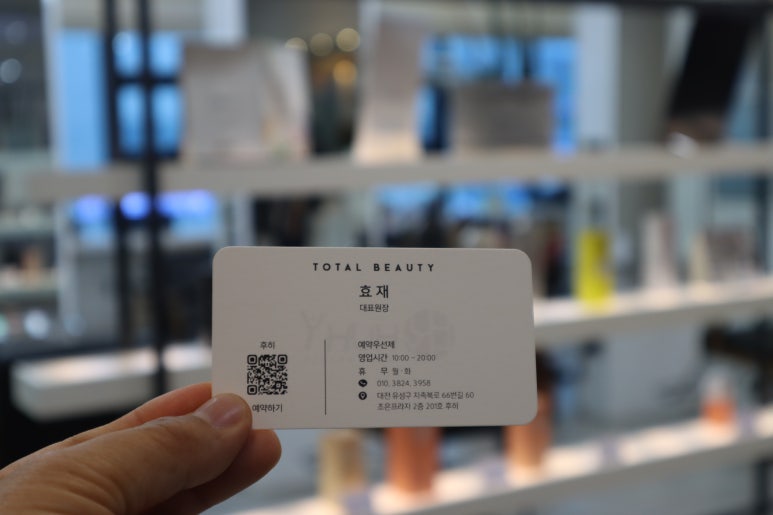 TOTAL BEAUTY
효재
대표원장
후히
예약하기
예약우선제
영업시간 10:00 - 20:00
휴 무 월·화
010. 3824. 3958
대전 유성구 지족북로 66번길 60
조은프라자 2층 201호 후히